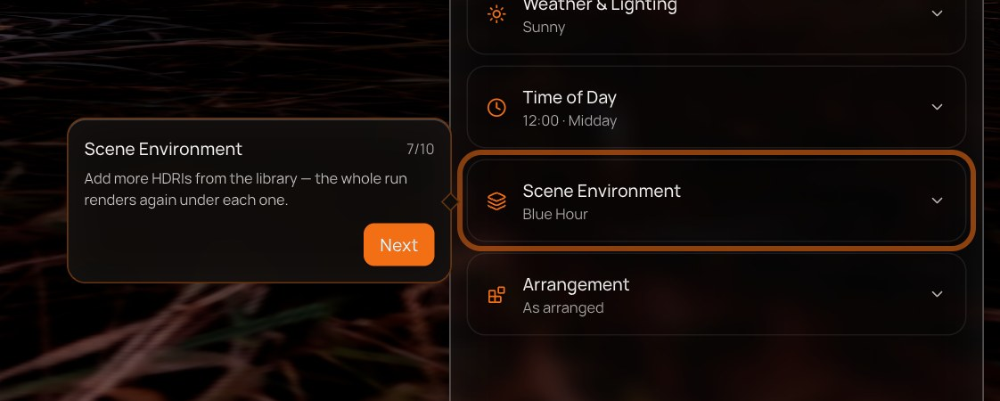 Weather & Lighting
Sunny
Time of Day
12:00 · Midday
Scene Environment
7/10
Add more HDRIs from the library — the whole run
renders again under each one.
Next
Scene Environment
Blue Hour
Arrangement
As arranged